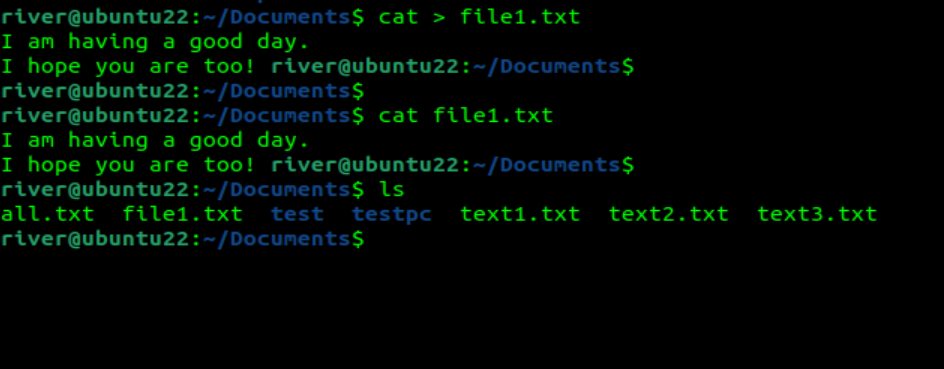 river@ubuntu22:~/Documents$ cat > file1.txt
I am having a good day.
I hope you are too! river@ubuntu22:~/Documents$
river@ubuntu22:~/Documents$
river@ubuntu22:~/Documents$ cat file1.txt
I am having a good day.
I hope you are too! river@ubuntu22:~/Documents$
river@ubuntu22:~/Documents$ ls
all.txt  file1.txt  test  testpc  text1.txt  text2.txt  text3.txt
river@ubuntu22:~/Documents$